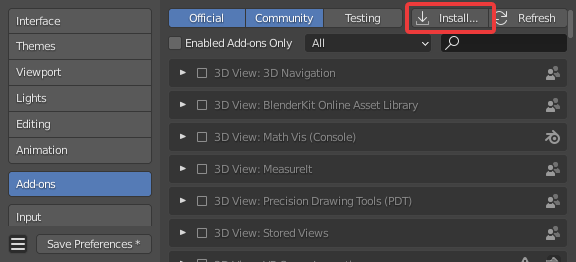 Interface
Themes
Viewport
Lights
Editing
Animation
Add-ons
Input
Save Preferences *
Official
Community
Testing
Install...
Refresh
Enabled Add-ons Only
All
3D View: 3D Navigation
3D View: BlenderKit Online Asset Library
3D View: Math Vis (Console)
3D View: MeasureIt
3D View: Precision Drawing Tools (PDT)
3D View: Stored Views